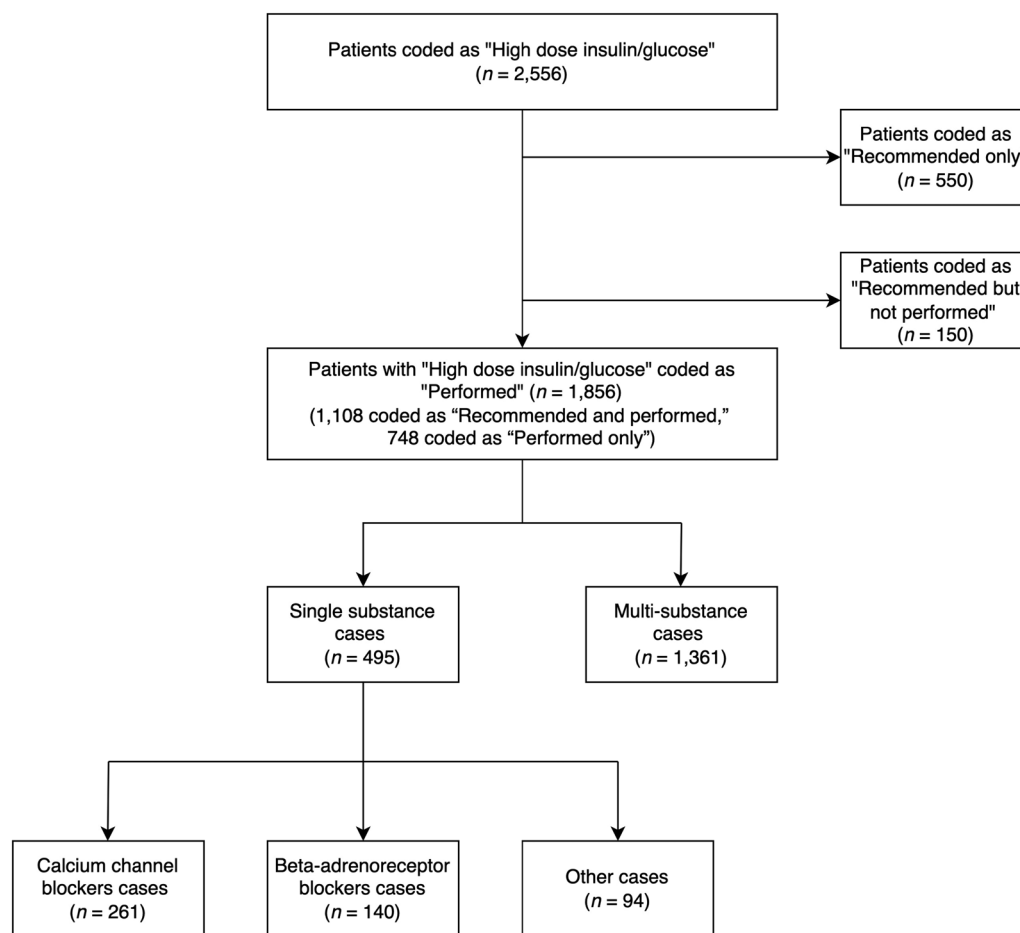 Patients coded as "High dose insulin/glucose"
(n = 2,556)
Patients coded as
"Recommended only
(n = 550)
Patients coded as
"Recommended but
not performed"
(n = 150)
Patients with "High dose insulin/glucose" coded as
"Performed" (n = 1,856)
(1,108 coded as “Recommended and performed,”
748 coded as “Performed only”)
Single substance
cases
(n = 495)
Multi-substance
cases
(n = 1,361)
Calcium channel
blockers cases
(n = 261)
Beta-adrenoreceptor
blockers cases
(n = 140)
Other cases
(n = 94)